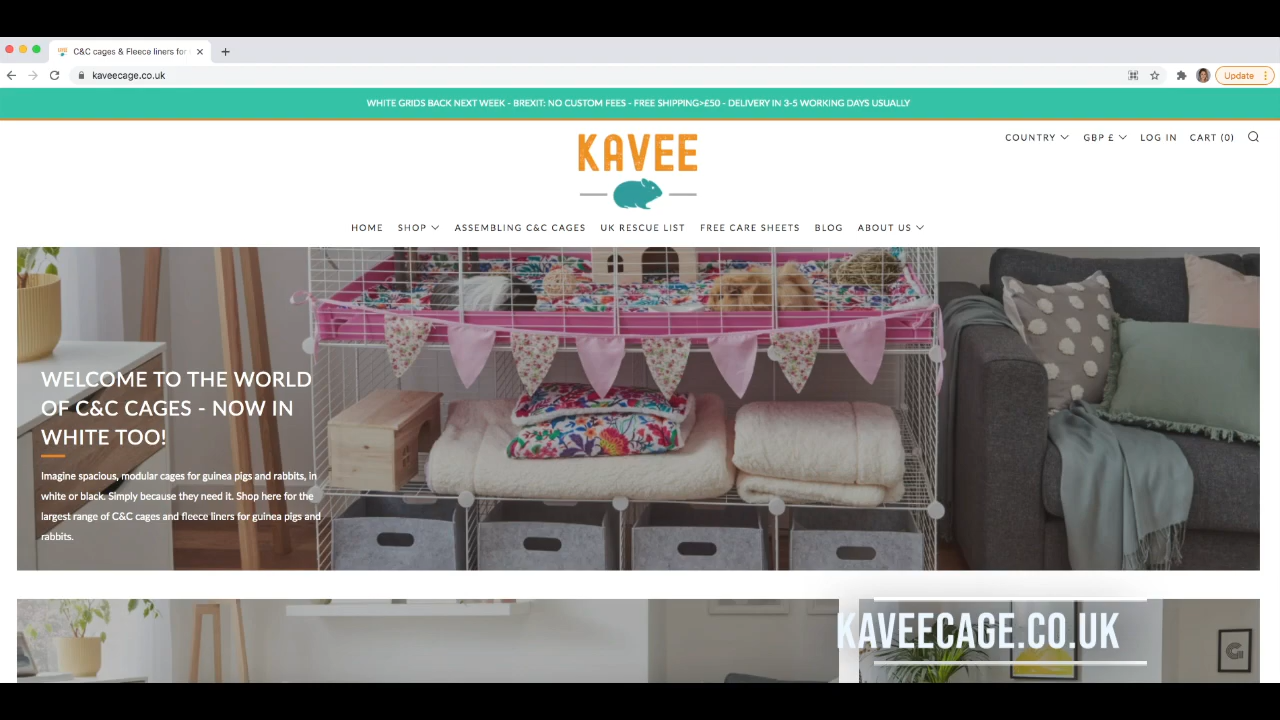 C&C cages & Fleece liners for
kaveecage.co.uk
Update
WHITE GRIDS BACK NEXT WEEK - BREXIT: NO CUSTOM FEES - FREE SHIPPING>£50 - DELIVERY IN 3-5 WORKING DAYS USUALLY
COUNTRY GBP £ LOG IN CART (0)
KAVEE
HOME SHOP ASSEMBLING C&C CAGES UK RESCUE LIST FREE CARE SHEETS BLOG ABOUT US
WELCOME TO THE WORLD
OF C&C CAGES - NOW IN
WHITE TOO!
Imagine spacious, modular cages for guinea pigs and rabbits, in
white or black. Simply because they need it. Shop here for the
largest range of C&C cages and fleece liners for guinea pigs and
rabbits.
KAVEECAGE.CO.UK